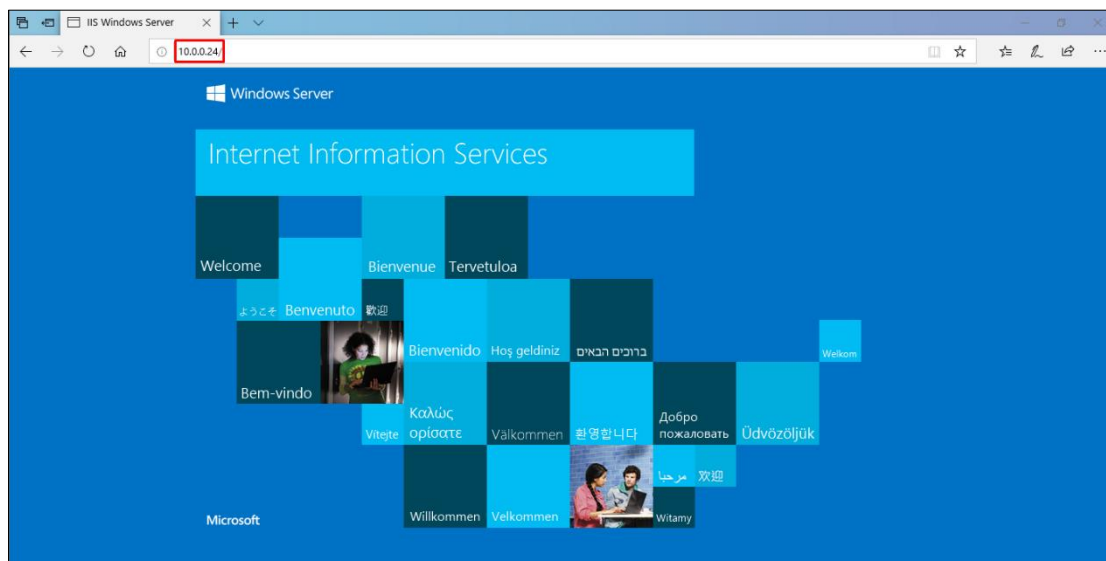 IIS Windows Server
10.0.0.24/
Windows Server
Internet Information Services
Welcome
Bienvenue
Tervetuloa
ようこそ
Benvenuto
歡迎
Bienvenido
Hoş geldiniz
ברוכים הבאים
Welkom
Bem-vindo
Vítejte
Καλώς
ορίσατε
Välkommen
환영합니다
Добро
пожаловать
Üdvözöljük
مرحبا
欢迎
Microsoft
Willkommen
Velkommen
Witamy